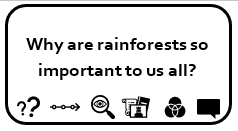 Why are rainforests so
important to us all?
??